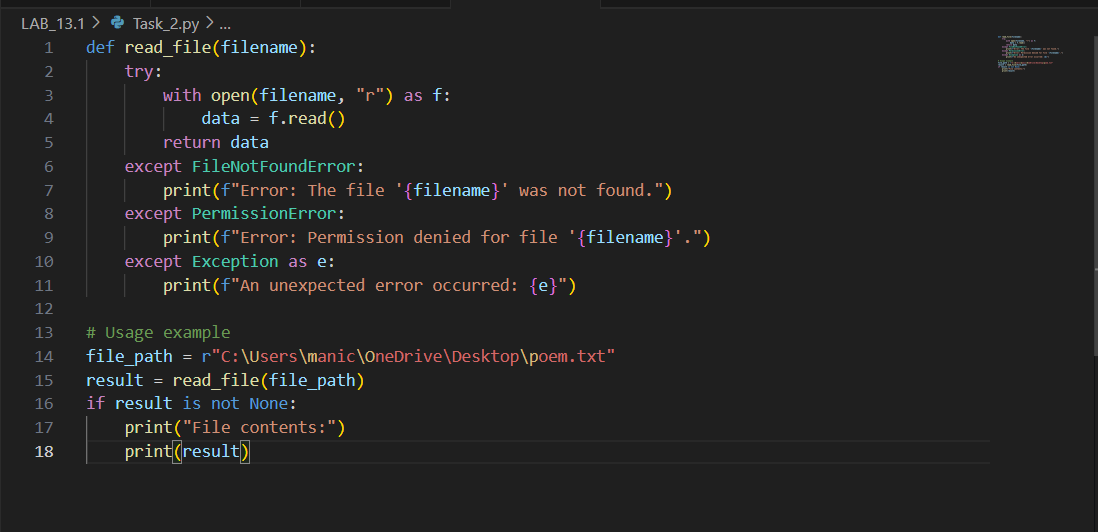 LAB_13.1 > Task_2.py > ...
1 def read_file(filename):
2     try:
3         with open(filename, "r") as f:
4             data = f.read()
5         return data
6     except FileNotFoundError:
7         print(f"Error: The file '{filename}' was not found.")
8     except PermissionError:
9         print(f"Error: Permission denied for file '{filename}'.")
10     except Exception as e:
11         print(f"An unexpected error occurred: {e}")
12
13 # Usage example
14 file_path = r"C:\Users\manic\OneDrive\Desktop\poem.txt"
15 result = read_file(file_path)
16 if result is not None:
17     print("File contents:")
18     print(result)